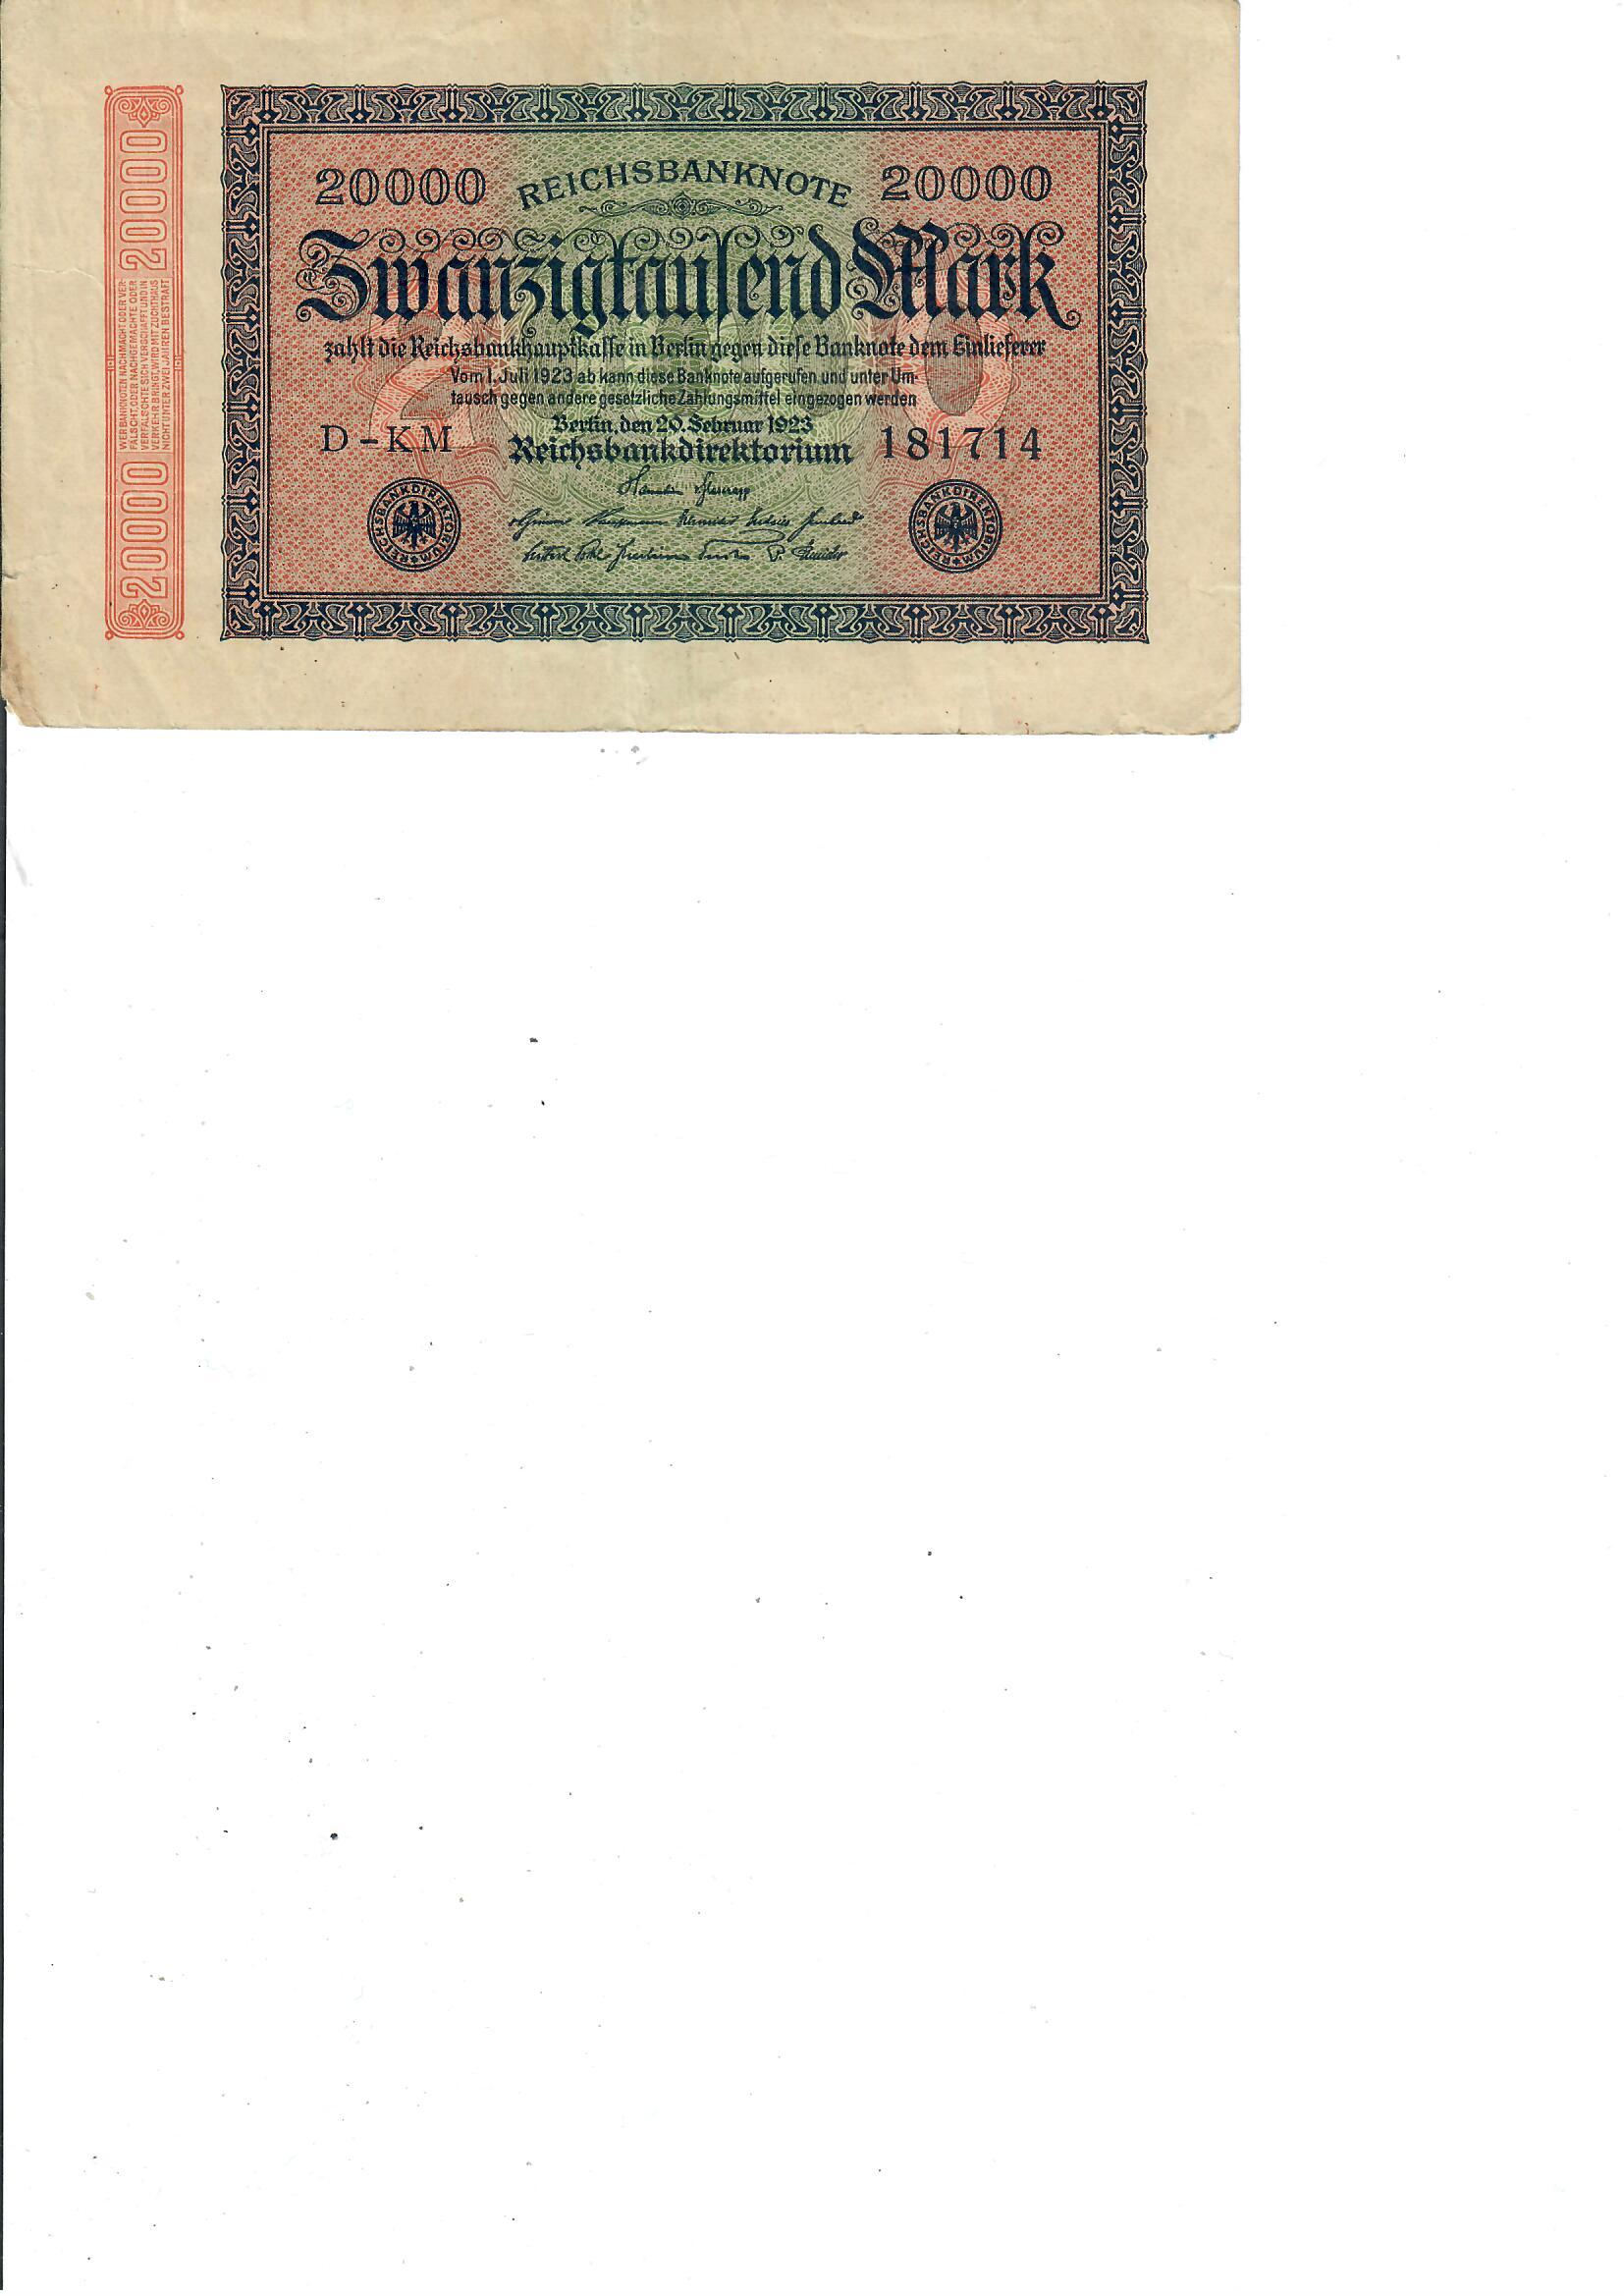 20000 REICHSBANKNOTE 20000
Zwanzigtausend Mark
zahlt die Reichsbankhauptkasse in Berlin gegen diese Banknote dem Einlieferer
Vom 1. Juli 1923 ab kann diese Banknote aufgerufen und unter Um-
tausch gegen andere gesetzliche Zahlungsmittel eingezogen werden
Berlin, den 20. Februar 1923
D-KM Reichsbankdirektorium 181714
REICHSBANKDIREKTORIUM
REICHSBANKDIREKTORIUM
20000
WER BANKNOTEN NACHMACHT ODER VER-
FÄLSCHT, ODER NACHGEMACHTE ODER
VERFÄLSCHTE SICH VERSCHAFFT UND IN
VERKEHR BRINGT, WIRD MIT ZUCHTHAUS
NICHT UNTER ZWEI JAHREN BESTRAFT
20000